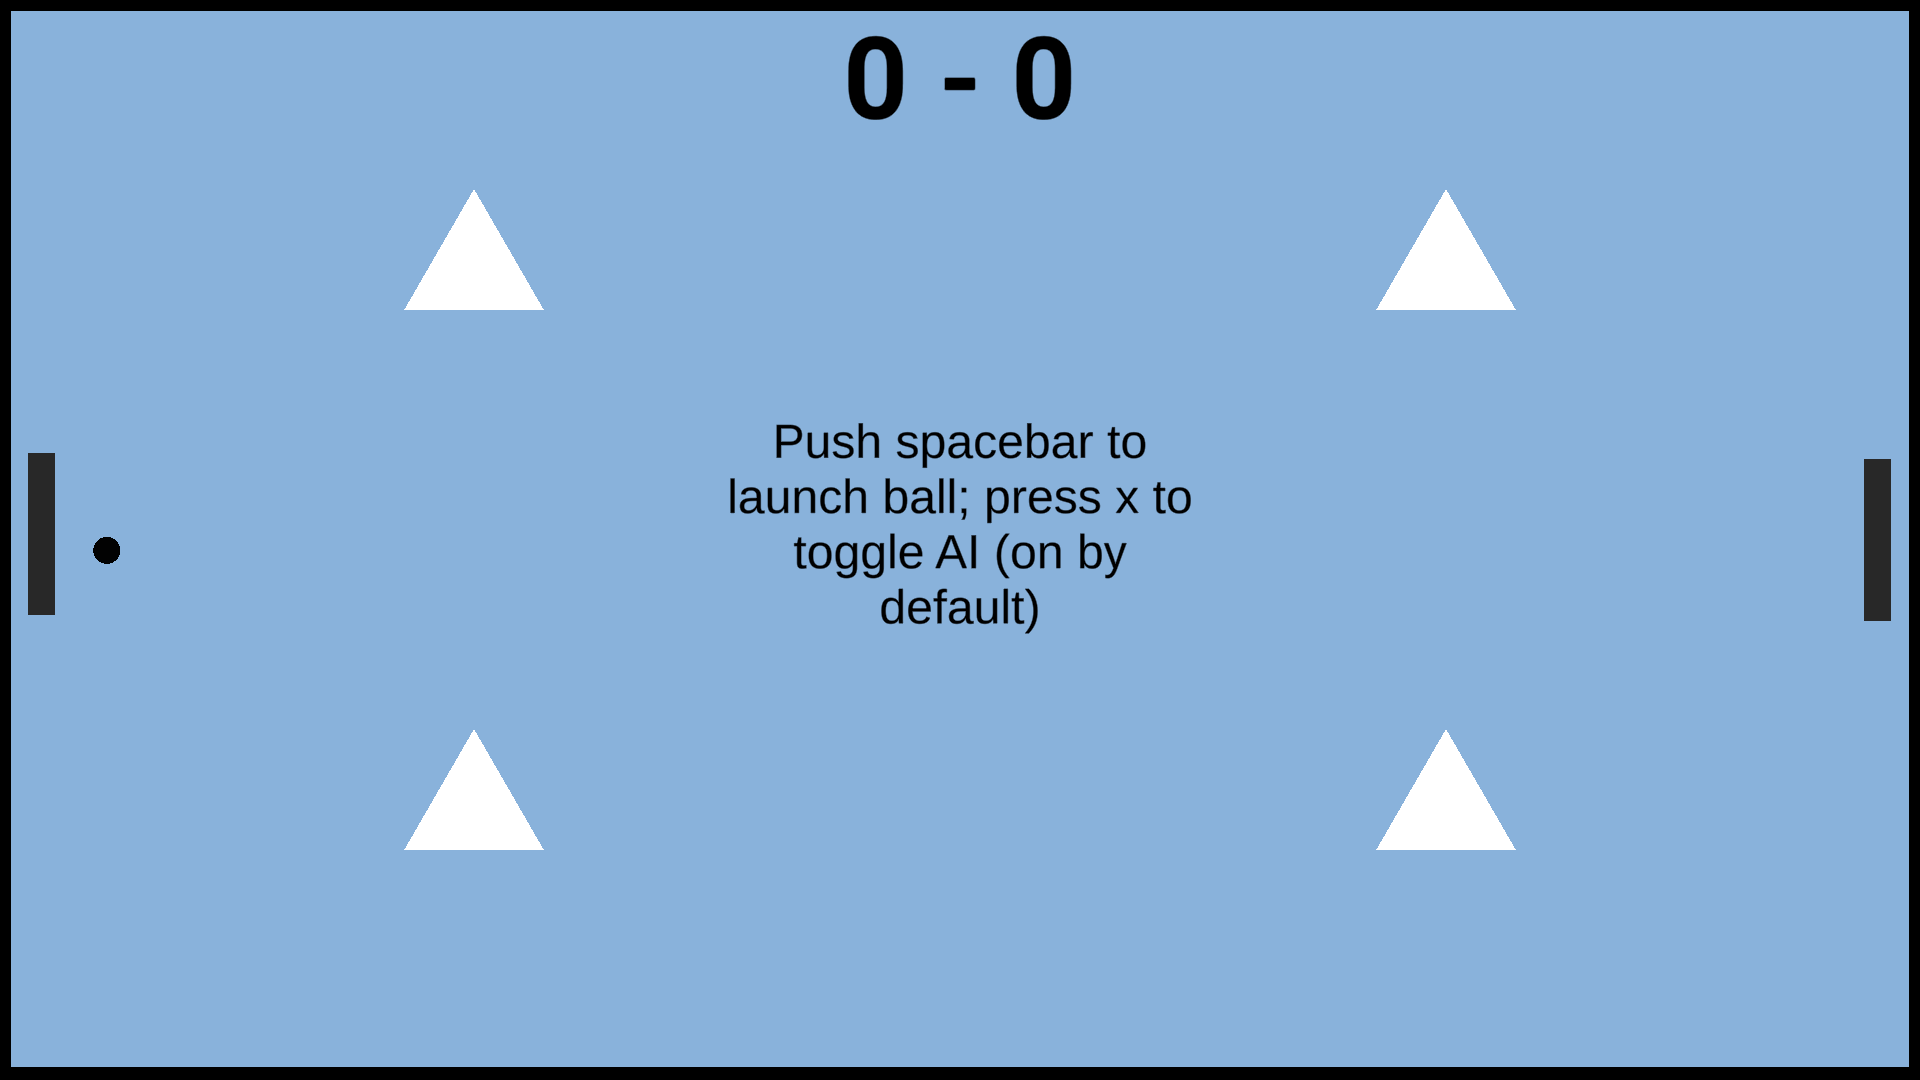 0 - 0
Push spacebar to
launch ball; press x to
toggle AI (on by
default)